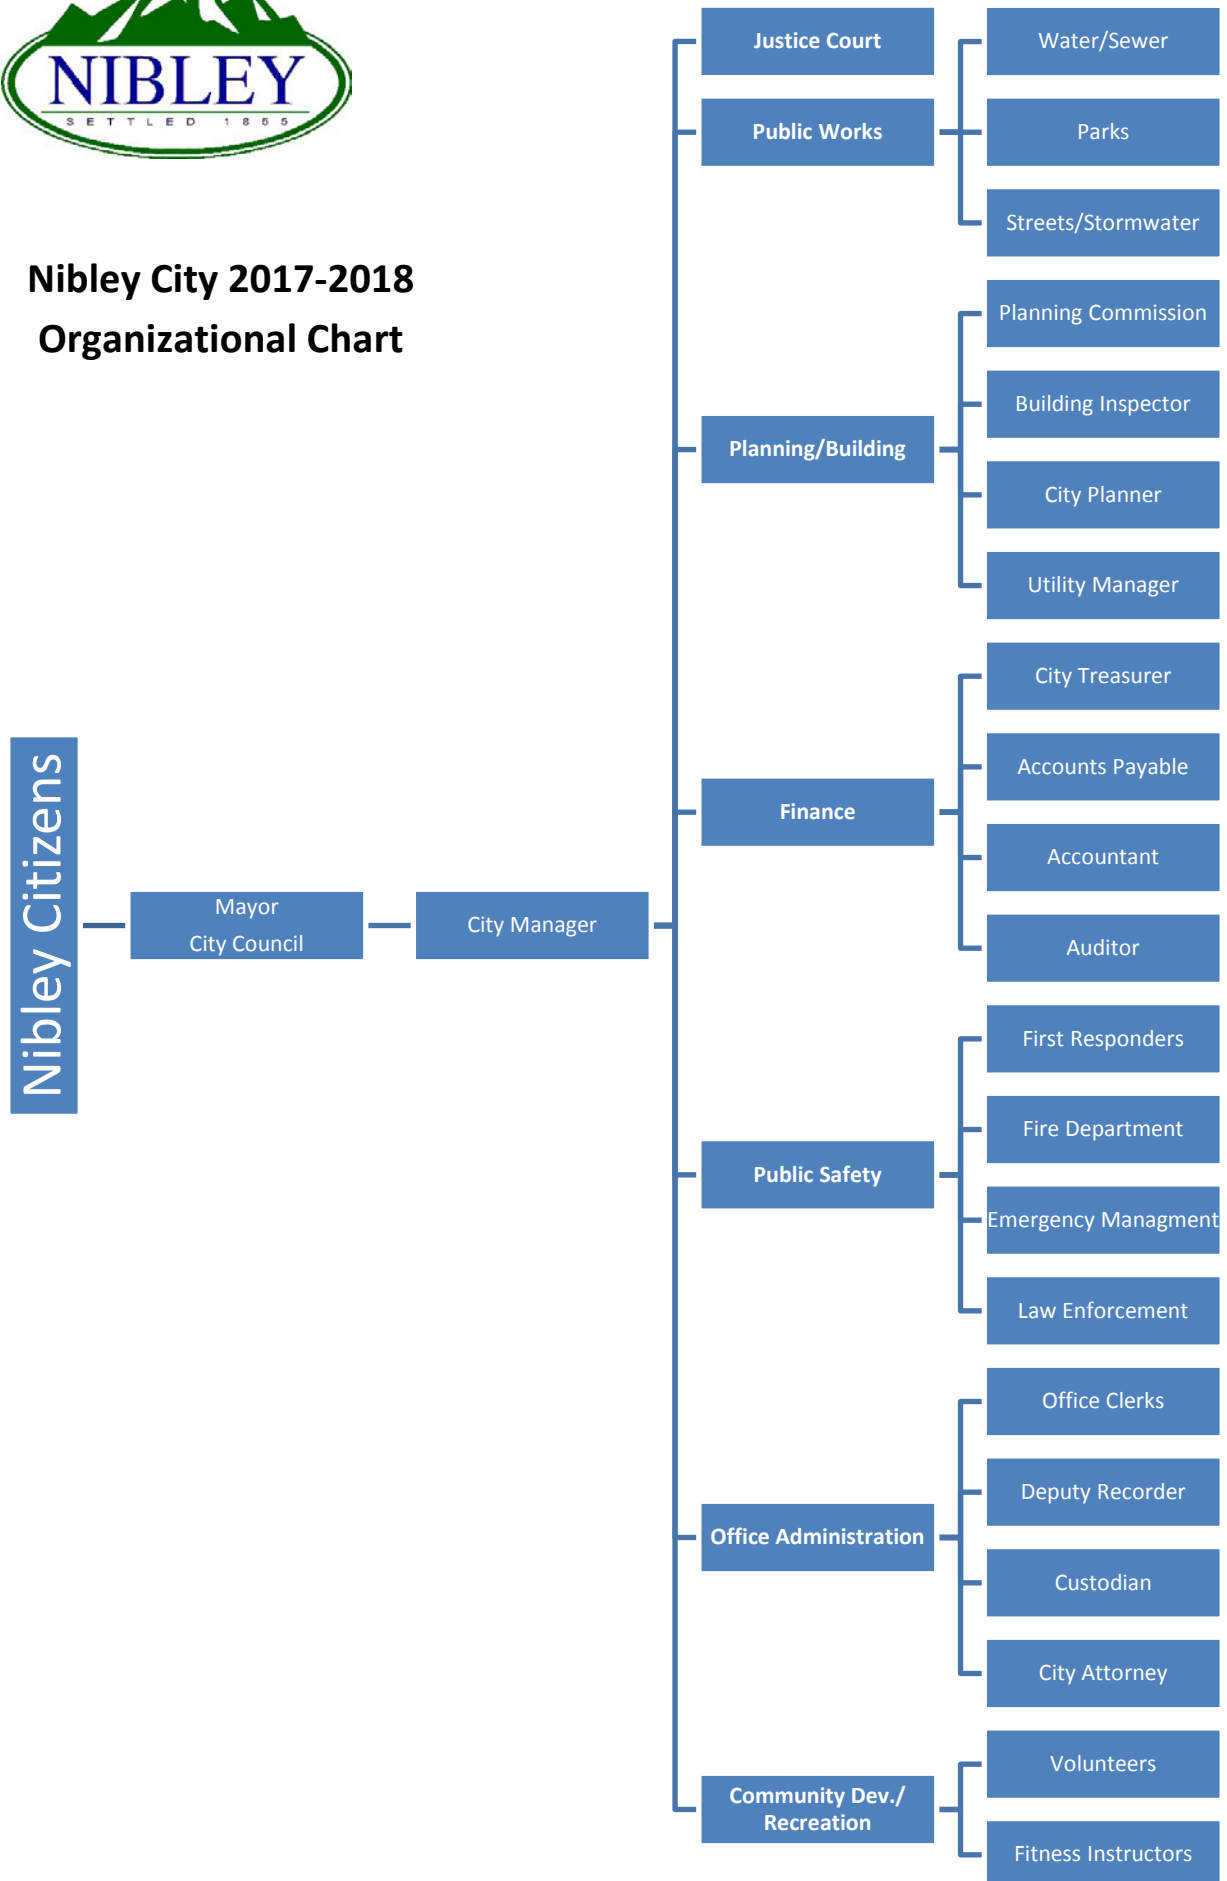 NIBLEY
SETTLED 1855
Nibley City 2017-2018
Organizational Chart
Nibley Citizens
Mayor
City Council
City Manager
Justice Court
Public Works
Water/Sewer
Parks
Streets/Stormwater
Planning/Building
Planning Commission
Building Inspector
City Planner
Utility Manager
Finance
City Treasurer
Accounts Payable
Accountant
Auditor
Public Safety
First Responders
Fire Department
Emergency Managment
Law Enforcement
Office Administration
Office Clerks
Deputy Recorder
Custodian
City Attorney
Community Dev./
Recreation
Volunteers
Fitness Instructors